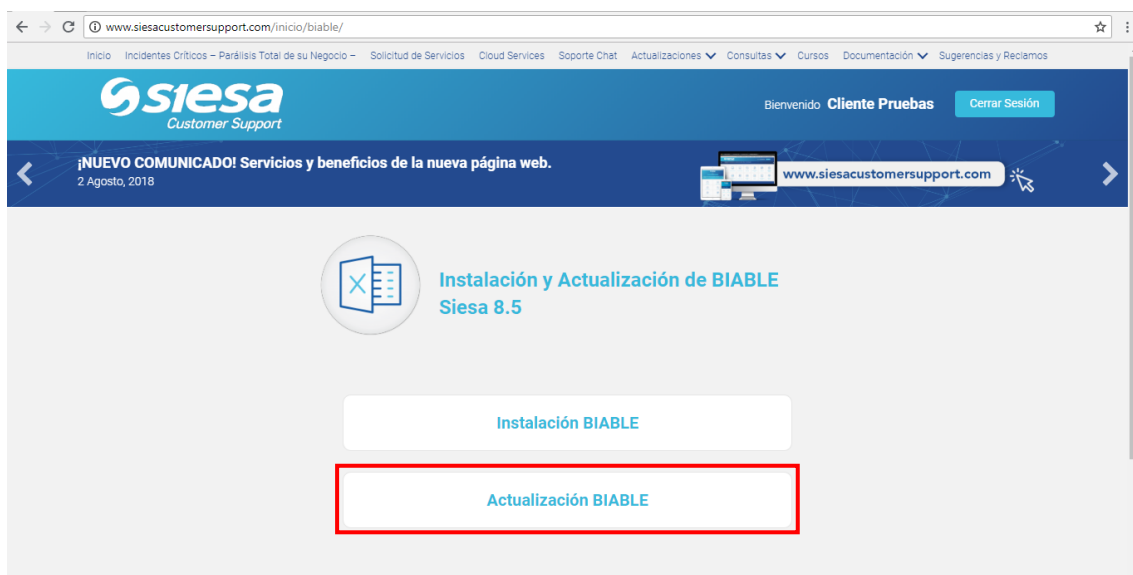 www.siesacustomersupport.com/inicio/biable/
Inicio Incidentes Críticos – Parálisis Total de su Negocio – Solicitud de Servicios Cloud Services Soporte Chat Actualizaciones Consultas Cursos Documentación Sugerencias y Reclamos
siesa
Customer Support
Bienvenido Cliente Pruebas Cerrar Sesión
¡NUEVO COMUNICADO! Servicios y beneficios de la nueva página web.
2 Agosto, 2018
www.siesacustomersupport.com
Instalación y Actualización de BIABLE
Siesa 8.5
Instalación BIABLE
Actualización BIABLE